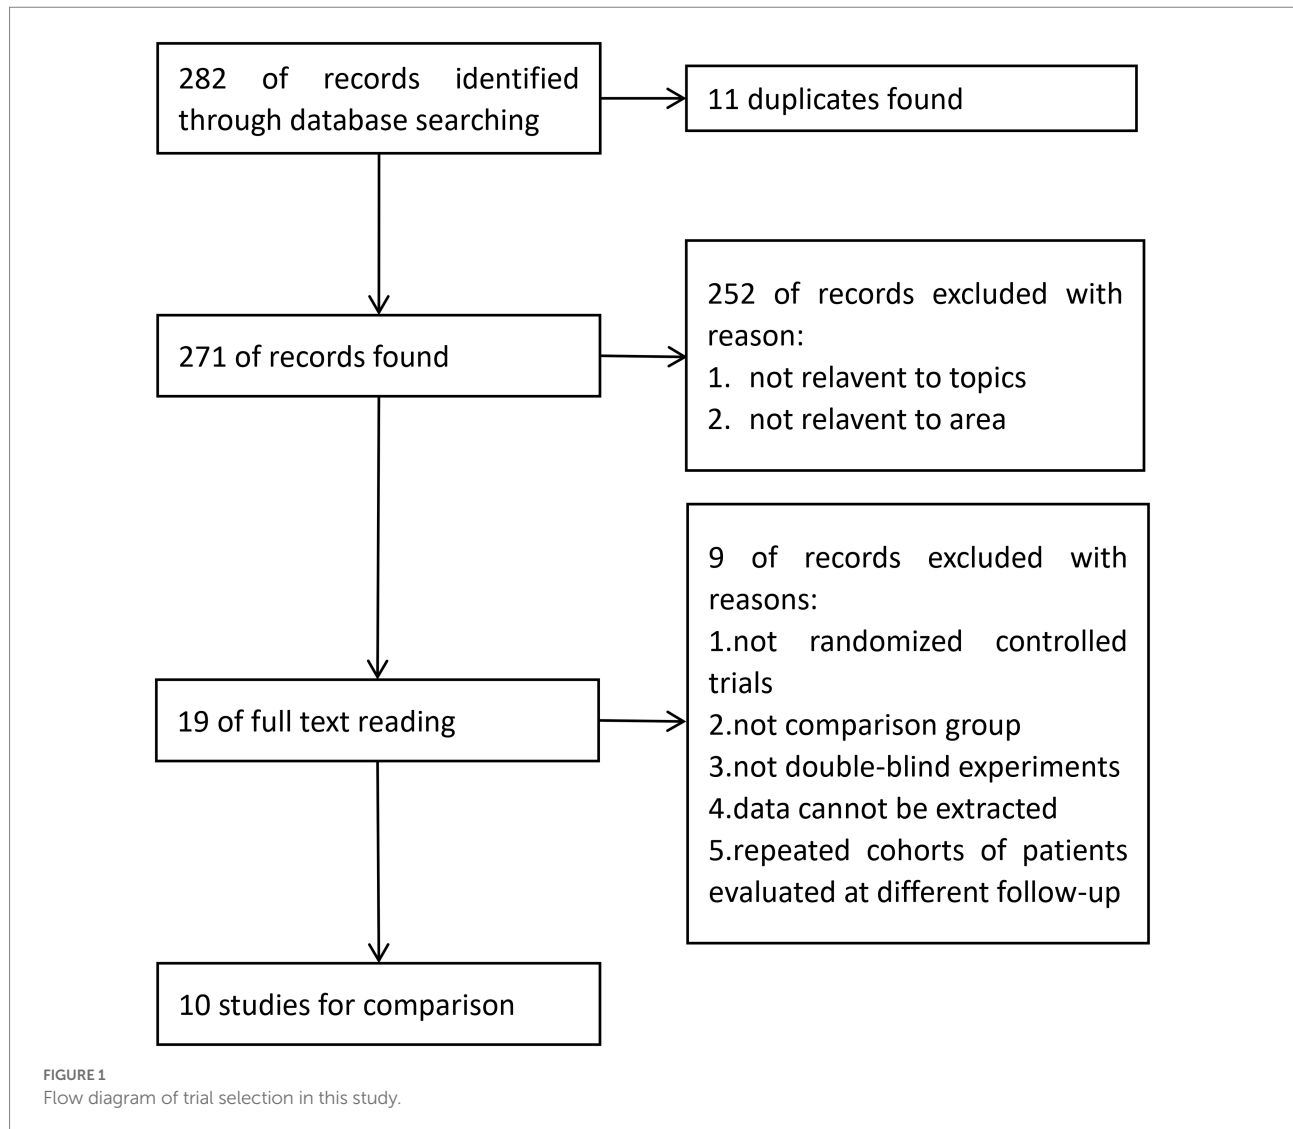 282 of records identified
through database searching
11 duplicates found
252 of records excluded with
reason:
1. not relavent to topics
2. not relavent to area
271 of records found
9 of records excluded with
reasons:
1.not randomized controlled
trials
2.not comparison group
3.not double-blind experiments
4.data cannot be extracted
5.repeated cohorts of patients
evaluated at different follow-up
19 of full text reading
10 studies for comparison
FIGURE 1
Flow diagram of trial selection in this study.